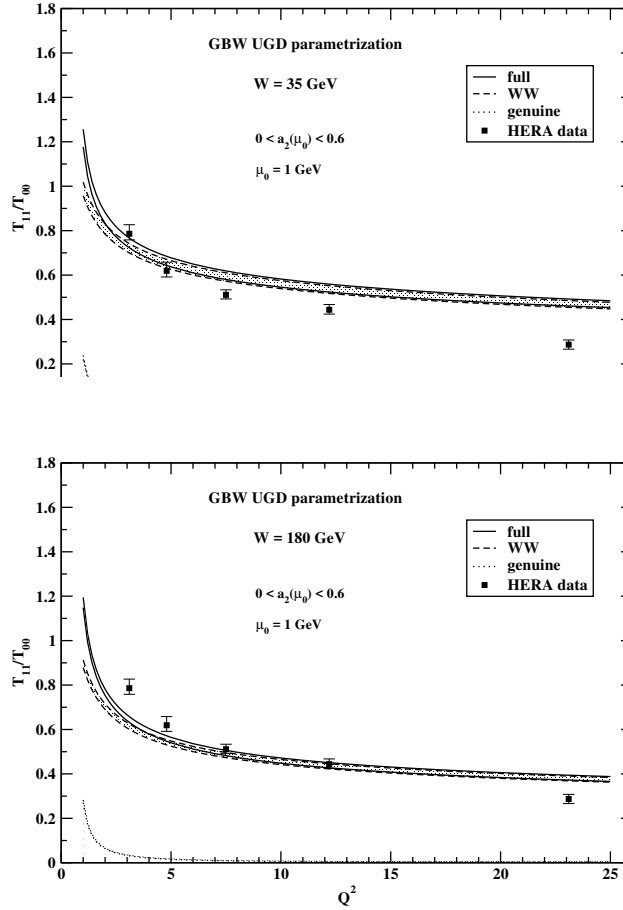 1.8
1.6
1.4
1.2
1
0.8
0.6
0.4
0.2
T₁₁/T₀₀
GBW UGD parametrization
W = 35 GeV
0 < a₂(μ₀) < 0.6
μ₀ = 1 GeV
full
WW
genuine
HERA data
1.8
1.6
1.4
1.2
1
0.8
0.6
0.4
0.2
0
T₁₁/T₀₀
GBW UGD parametrization
W = 180 GeV
0 < a₂(μ₀) < 0.6
μ₀ = 1 GeV
full
WW
genuine
HERA data
0 5 10 15 20 25
Q²